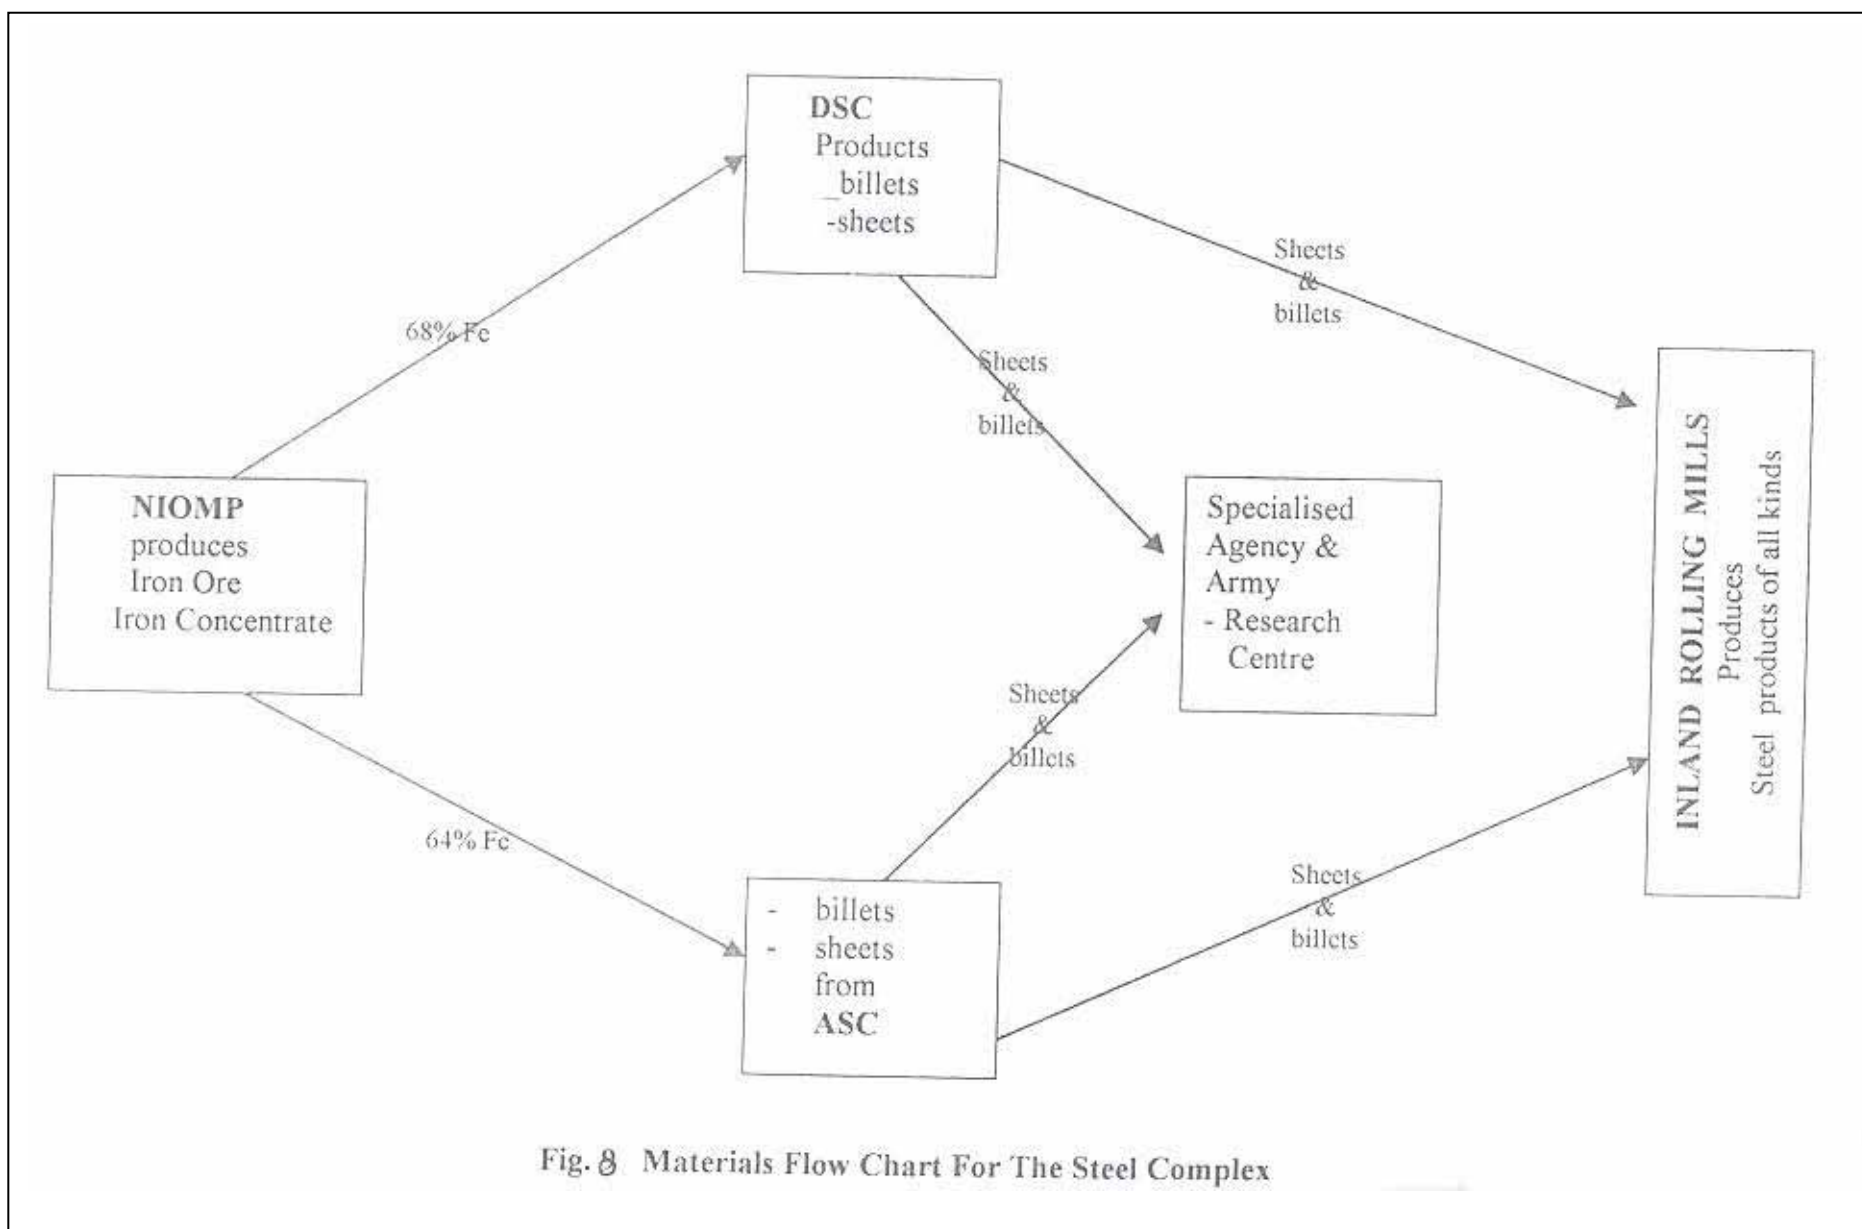 DSC
Products
_billets
-sheets
Sheets
&
billets
68% Fe
Sheets
&
billets
NIOMP
produces
Iron Ore
Iron Concentrate
Specialised
Agency &
Army
- Research
Centre
INLAND ROLLING MILLS
Produces
Steel products of all kinds
Sheets
&
billets
64% Fe
- billets
- sheets
from
ASC
Sheets
&
billets
Fig. 8 Materials Flow Chart For The Steel Complex